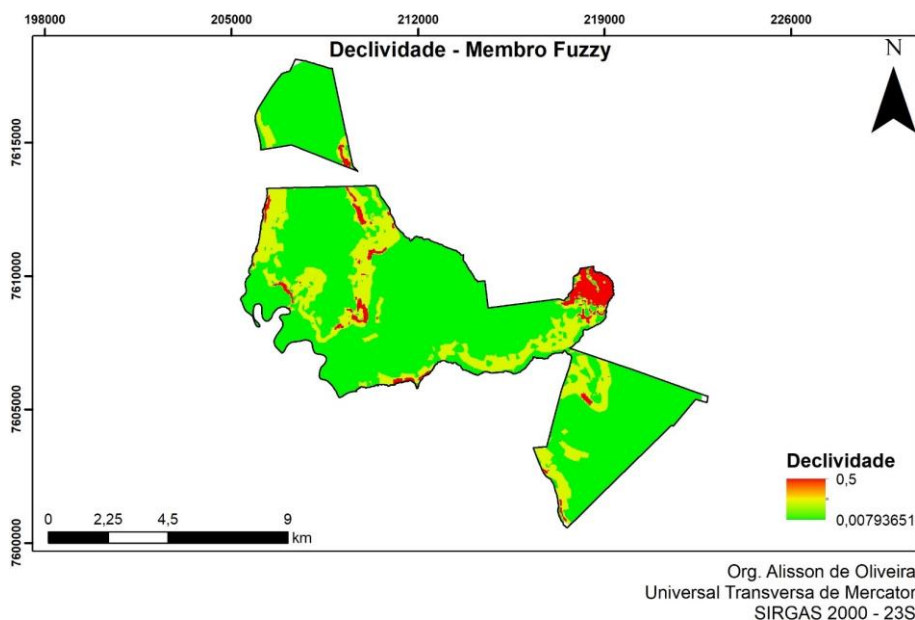 198000 205000 212000 219000 226000
Declividade - Membro Fuzzy
N
7615000
7610000
7605000
7600000
Declividade
0,5
0,00793651
0 2,25 4,5 9
km
Org. Alisson de Oliveira
Universal Transversa de Mercator
SIRGAS 2000 - 23S